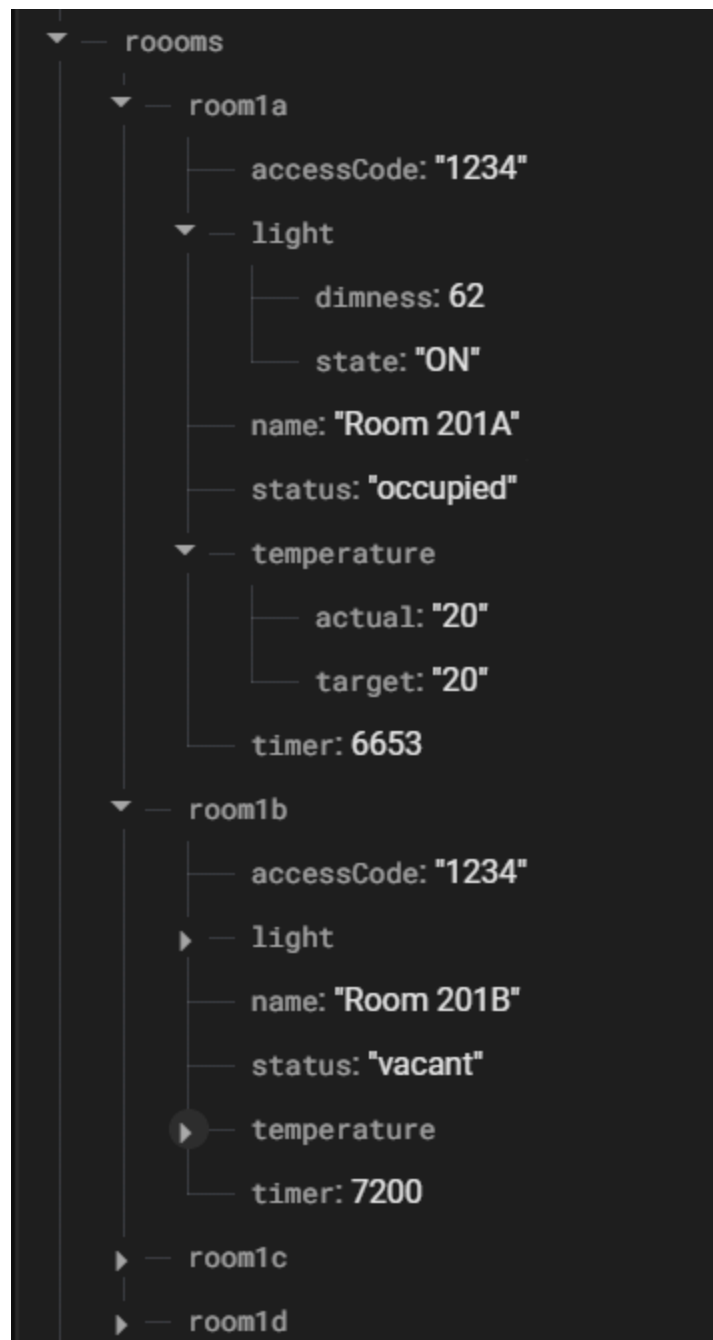 roooms
room1a
accessCode: "1234"
light
dimness: 62
state: "ON"
name: "Room 201A"
status: "occupied"
temperature
actual: "20"
target: "20"
timer: 6653
room1b
accessCode: "1234"
light
name: "Room 201B"
status: "vacant"
temperature
timer: 7200
room1c
room1d